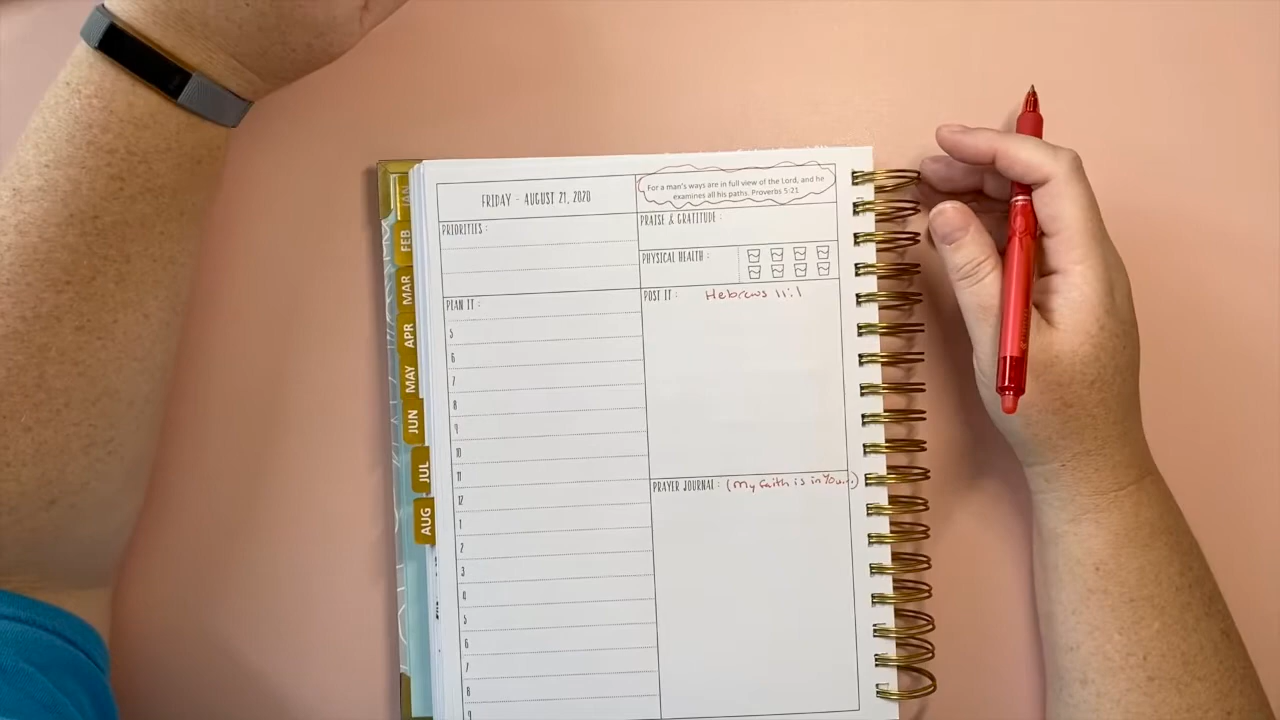 FRIDAY - AUGUST 21, 2020
For a man's ways are in full view of the Lord, and he
examines all his paths. Proverbs 5:21
PRIORITIES :
PRAISE & GRATITUDE :
PHYSICAL HEALTH :
PLAN IT :
5
6
7
8
9
10
11
12
1
2
3
4
5
6
7
8
9
POST IT : Hebrews 11:1
PRAYER JOURNAL : (My faith is in You...)
JAN
FEB
MAR
APR
MAY
JUN
JUL
AUG